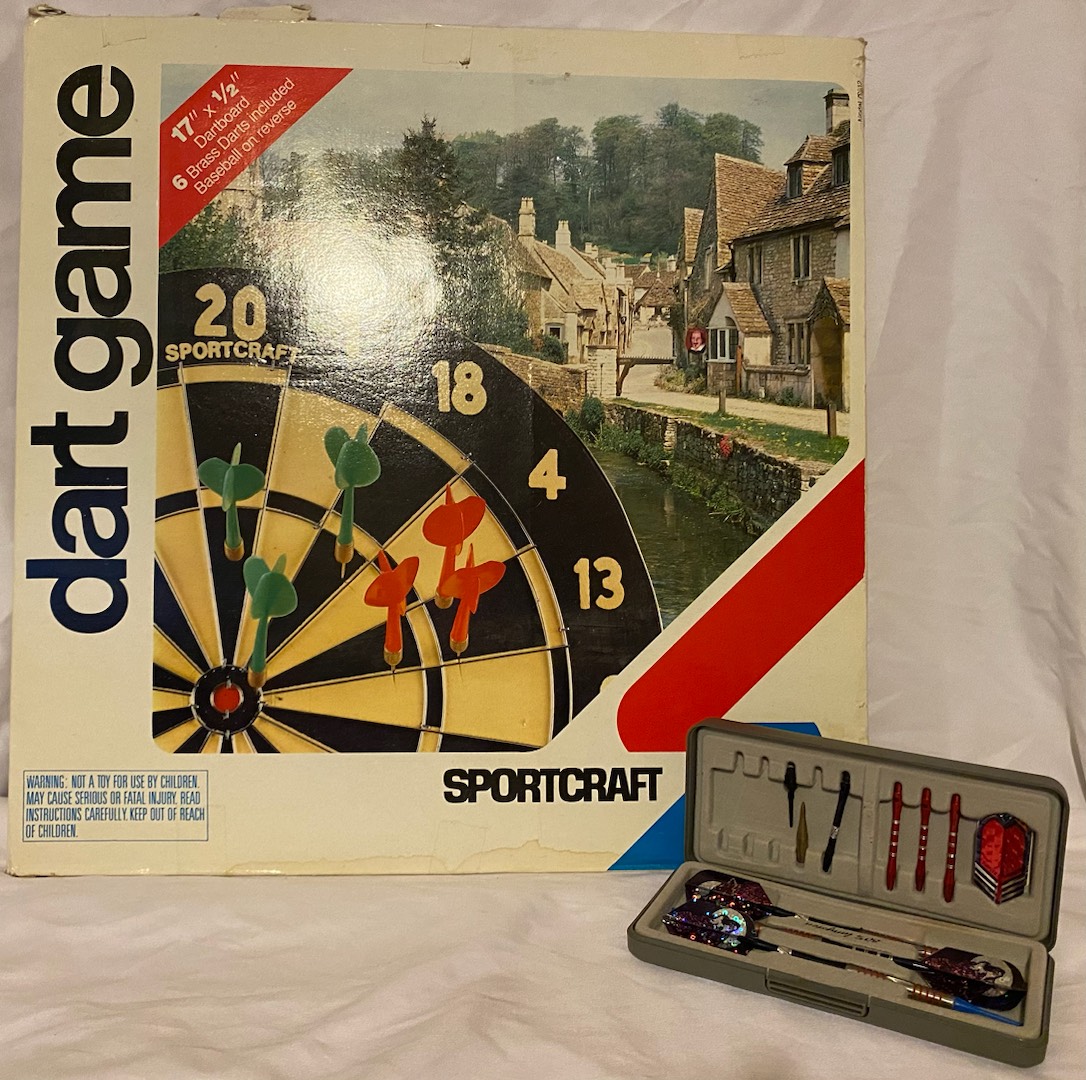 dart game
17" x 1/2"
Dartboard
6 Brass Darts included
Baseball on reverse
20
SPORTCRAFT
18
4
13
SPORTCRAFT
WARNING: NOT A TOY FOR USE BY CHILDREN.
MAY CAUSE SERIOUS OR FATAL INJURY. READ
INSTRUCTIONS CAREFULLY. KEEP OUT OF REACH
OF CHILDREN.